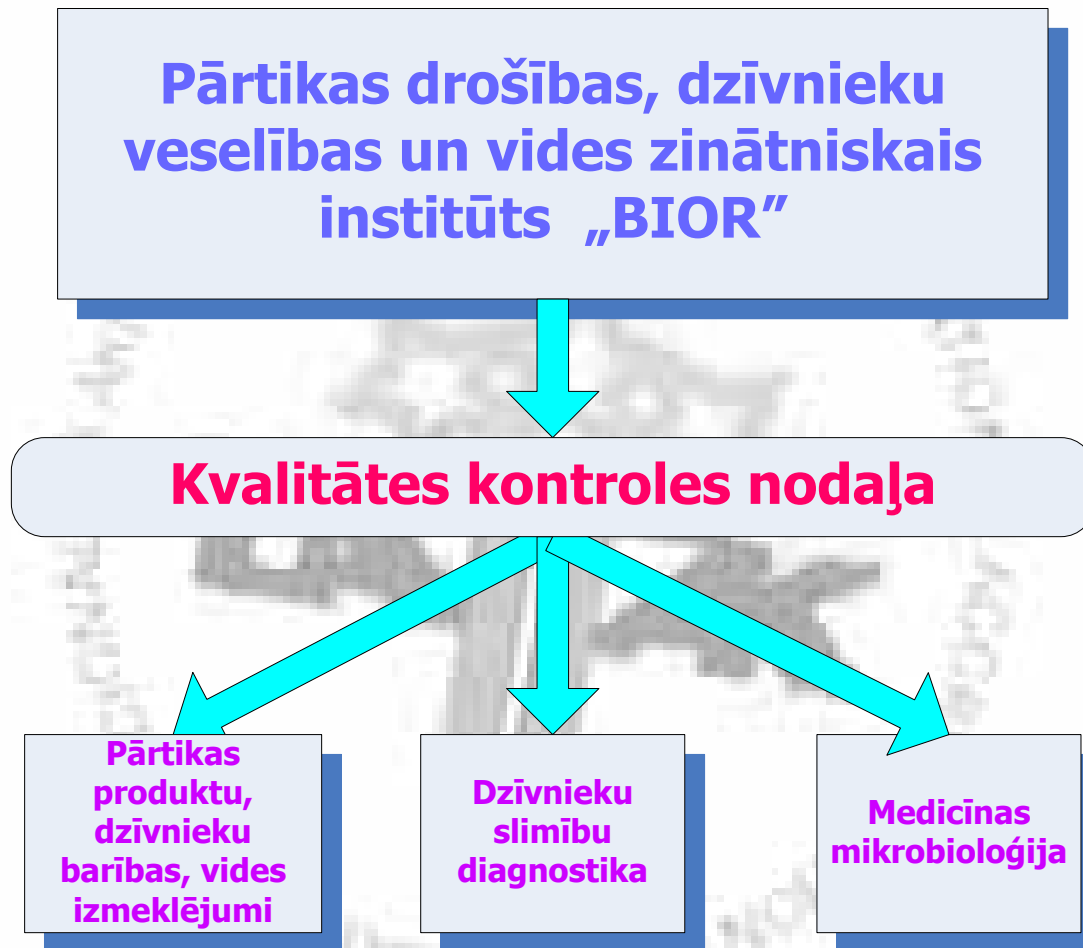 Pārtikas drošības, dzīvnieku
veselības un vides zinātniskais
institūts „BIOR”
Kvalitātes kontroles nodaļa
Pārtikas
produktu,
dzīvnieku
barības, vides
izmeklējumi
Dzīvnieku
slimību
diagnostika
Medicīnas
mikrobioloģija